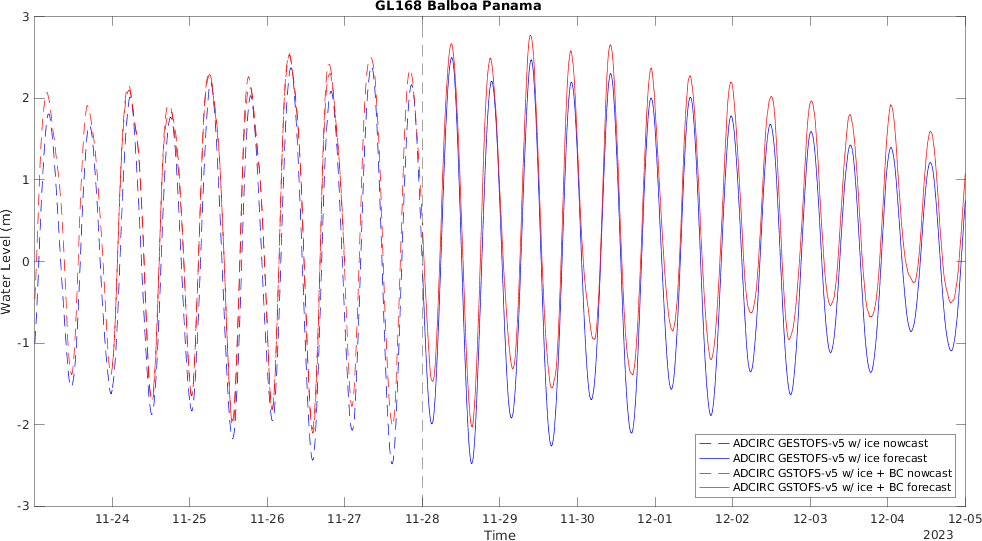 GL168 Balboa Panama
3
2
1
0
-1
-2
-3
Water Level (m)
ADCIRC GESTOFS-v5 w/ ice nowcast
ADCIRC GESTOFS-v5 w/ ice forecast
ADCIRC GSTOFS-v5 w/ ice + BC nowcast
ADCIRC GSTOFS-v5 w/ ice + BC forecast
11-24 11-25 11-26 11-27 11-28 11-29 11-30 12-01 12-02 12-03 12-04 12-05
Time
2023